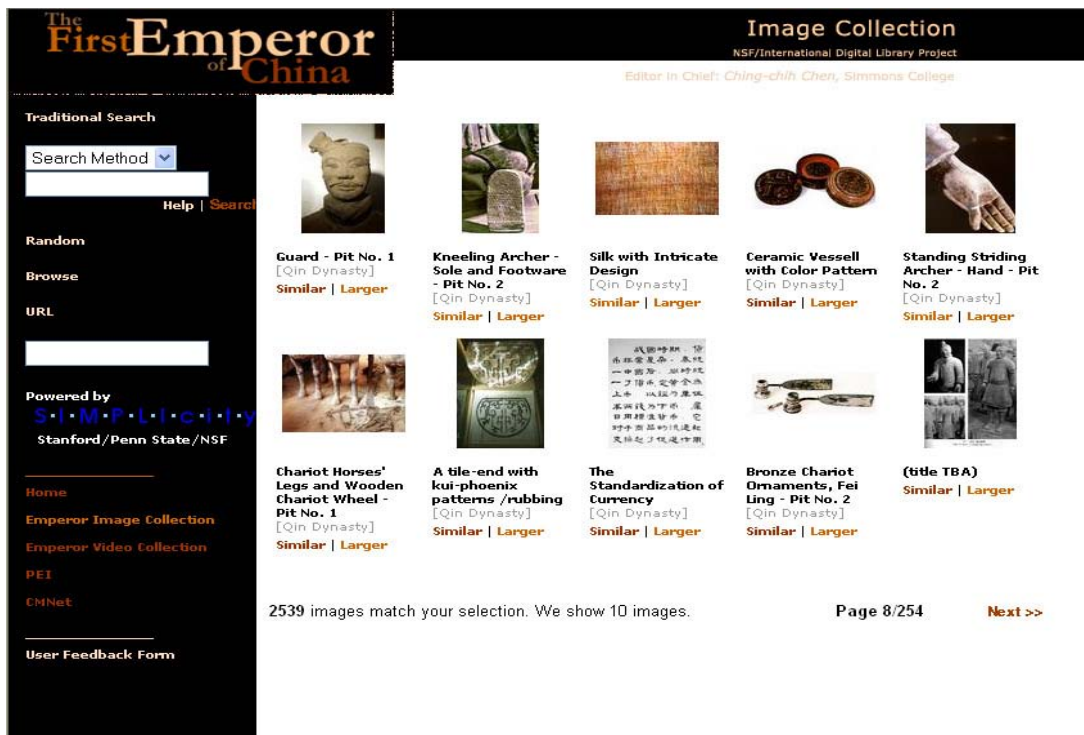 The
First Emperor
of China
Image Collection
NSF/International Digital Library Project
Editor in Chief: Ching-chih Chen, Simmons College
Traditional Search
Search Method
Help | Search
Random
Browse
URL
Powered by
S·I·M·P·L·i·c·i·t·y
Stanford/Penn State/NSF
Home
Emperor Image Collection
Emperor Video Collection
PEI
CMNet
User Feedback Form
Guard - Pit No. 1
[Qin Dynasty]
Similar | Larger
Kneeling Archer -
Sole and Footware
- Pit No. 2
[Qin Dynasty]
Similar | Larger
Silk with Intricate
Design
[Qin Dynasty]
Similar | Larger
Ceramic Vessell
with Color Pattern
[Qin Dynasty]
Similar | Larger
Standing Striding
Archer - Hand - Pit
No. 2
[Qin Dynasty]
Similar | Larger
Chariot Horses'
Legs and Wooden
Chariot Wheel -
Pit No. 1
[Qin Dynasty]
Similar | Larger
A tile-end with
kui-phoenix
patterns /rubbing
[Qin Dynasty]
Similar | Larger
战国时期
The
Standardization of
Currency
[Qin Dynasty]
Similar | Larger
Bronze Chariot
Ornaments, Fei
Ling - Pit No. 2
[Qin Dynasty]
Similar | Larger
(title TBA)
Similar | Larger
2539 images match your selection. We show 10 images.
Page 8/254
Next >>